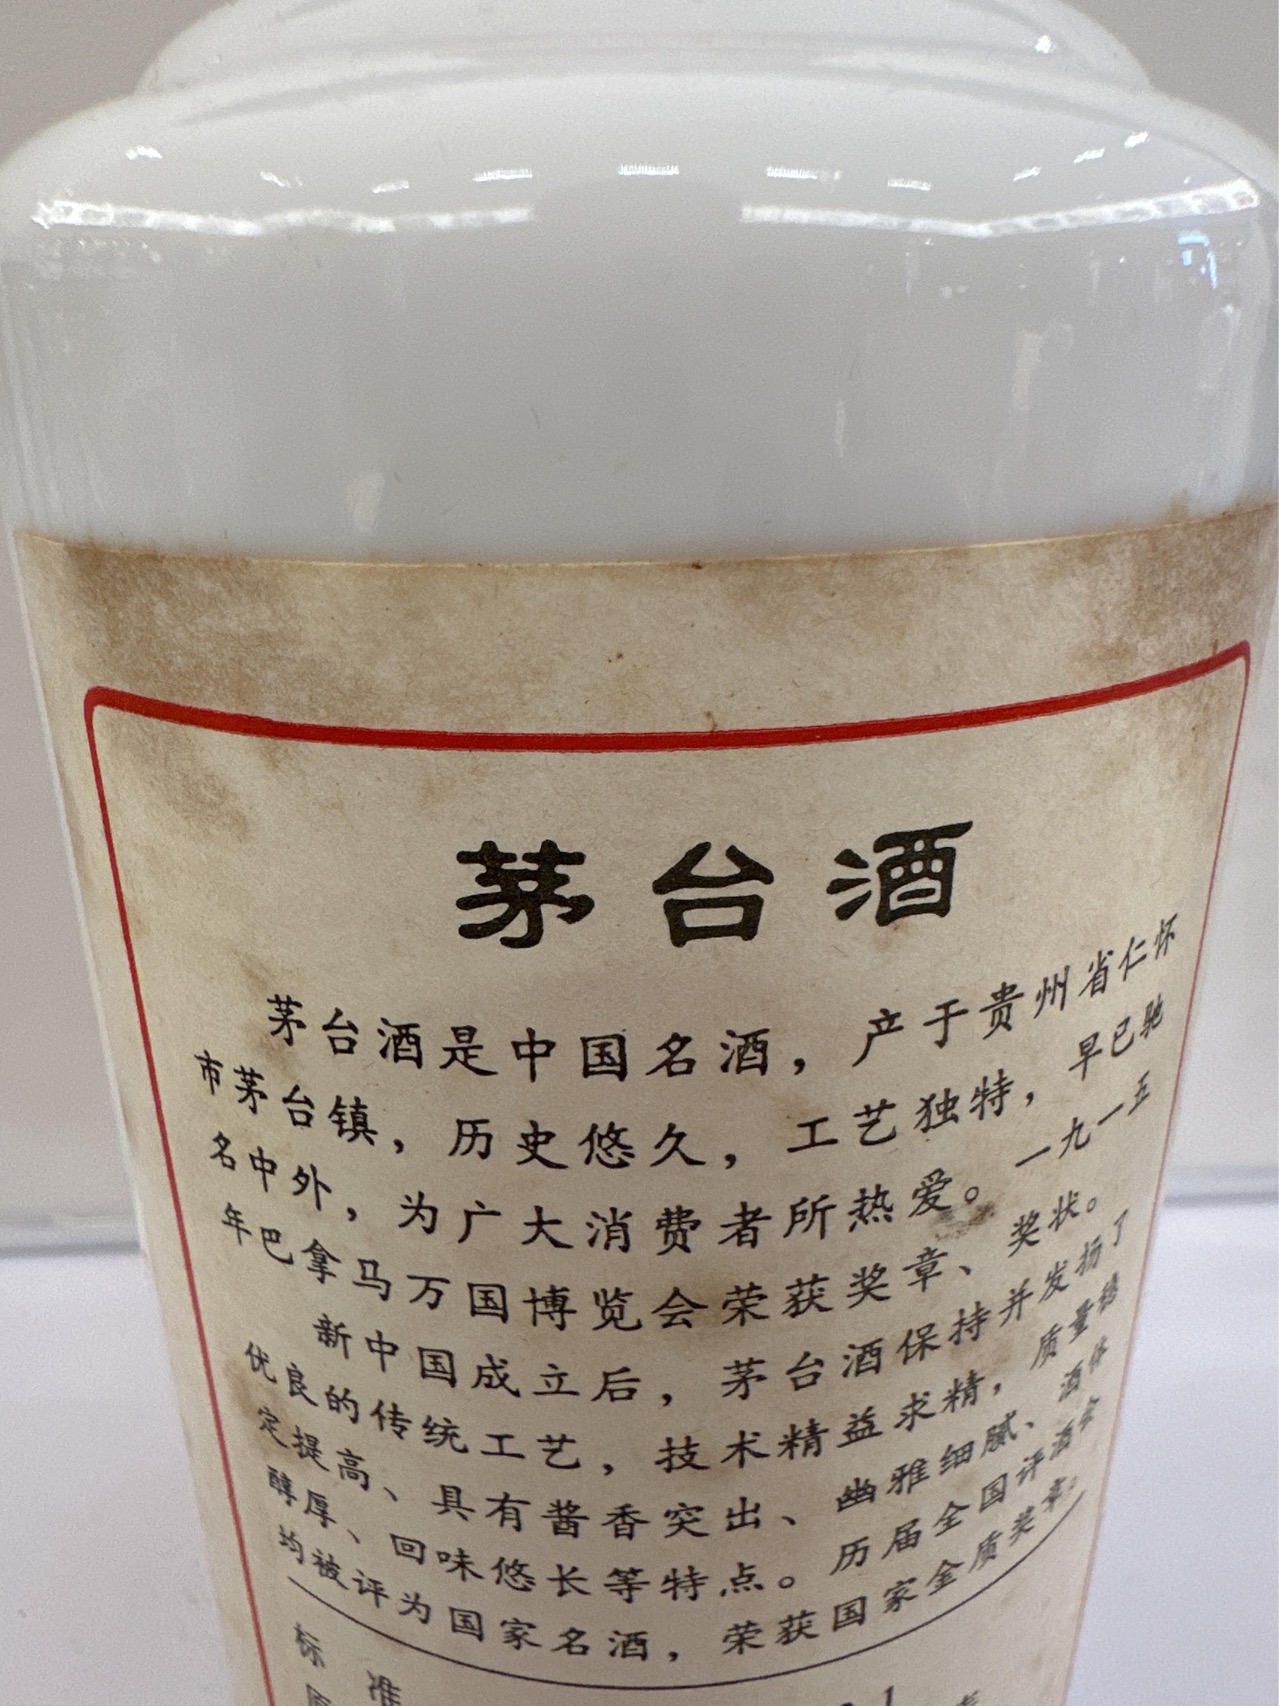 茅台酒
茅台酒是中国名酒，产于贵州省仁怀
市茅台镇，历史悠久，工艺独特，早已驰
名中外，为广大消费者所热爱。一九一五
年巴拿马万国博览会荣获奖章、奖状。
新中国成立后，茅台酒保持并发扬了
优良的传统工艺，技术精益求精，质量稳
定提高、具有酱香突出、幽雅细腻、酒体
醇厚、回味悠长等特点。历届全国评酒会
均被评为国家名酒，荣获国家金质奖章。
标准